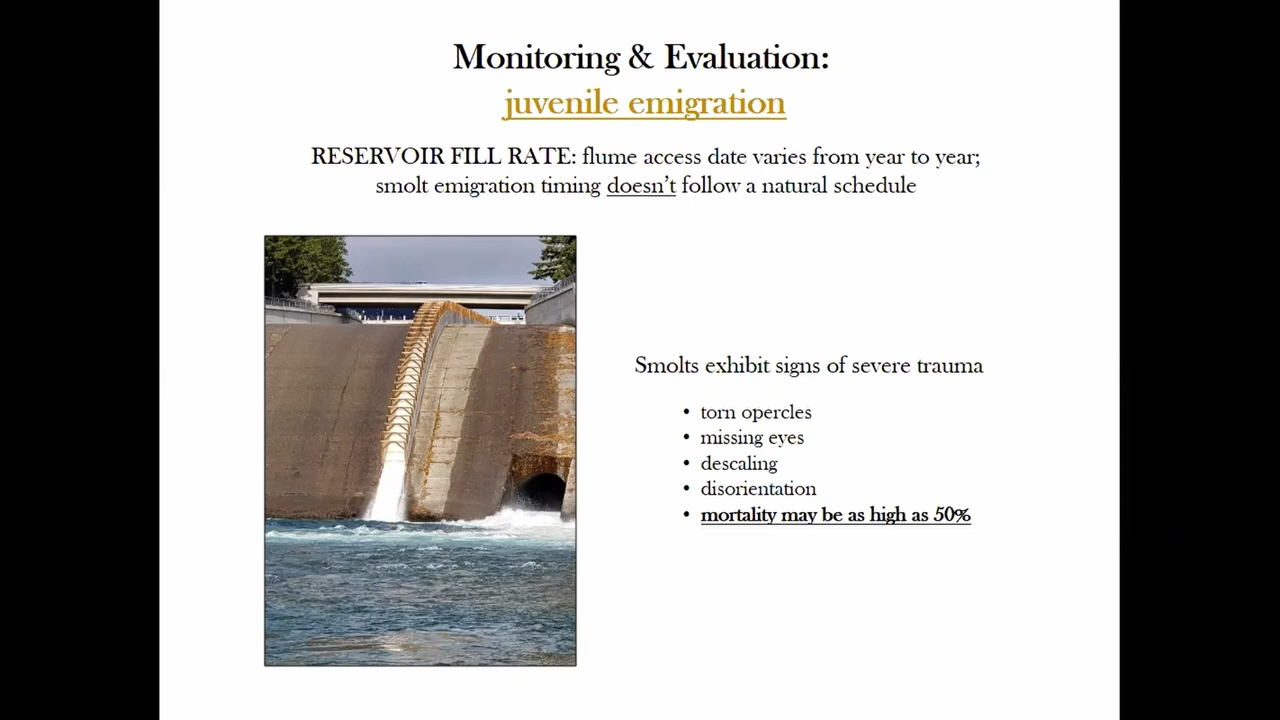 Monitoring & Evaluation:
juvenile emigration
RESERVOIR FILL RATE: flume access date varies from year to year;
smolt emigration timing doesn't follow a natural schedule
Smolts exhibit signs of severe trauma
• torn opercles
• missing eyes
• descaling
• disorientation
• mortality may be as high as 50%